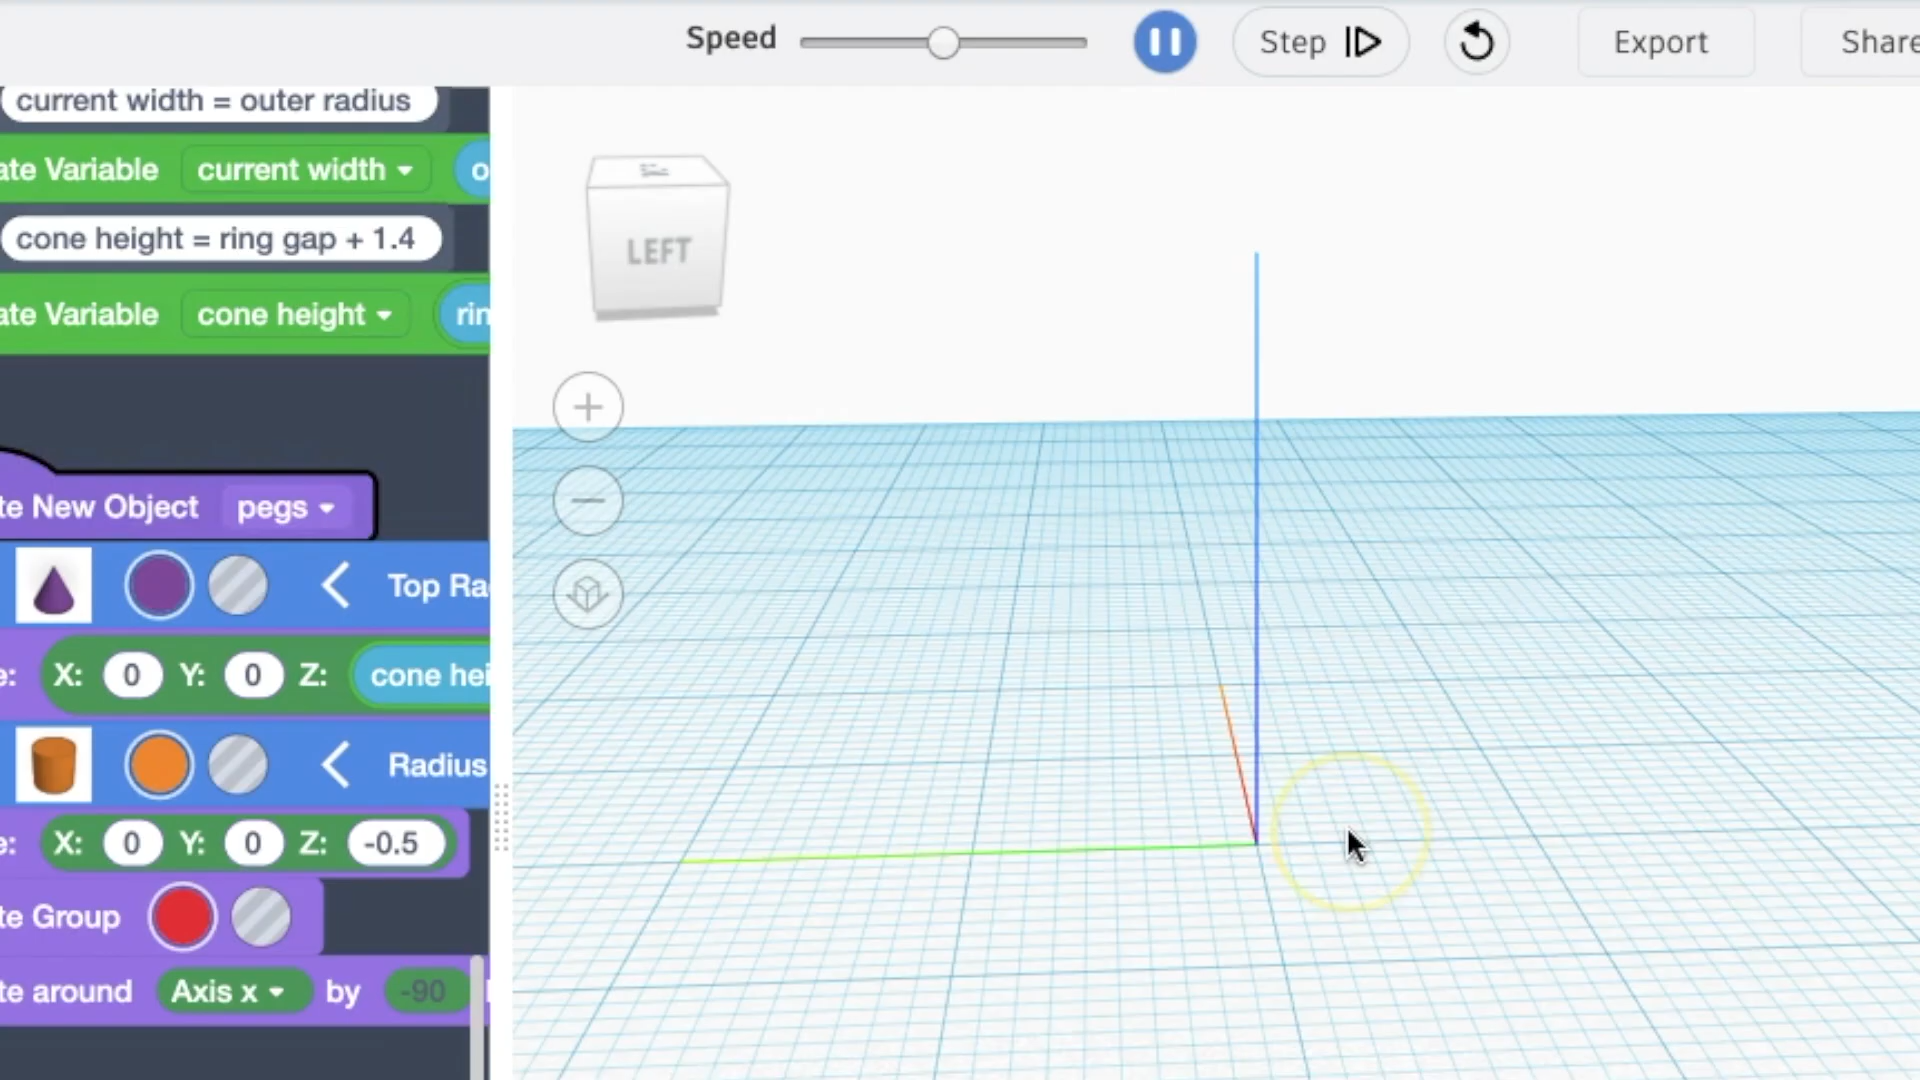 Speed Step Export Share
current width = outer radius
ate Variable current width o
cone height = ring gap + 1.4
ate Variable cone height rin
LEFT
te New Object pegs
Top Ra
e: X: 0 Y: 0 Z: cone hei
Radius
e: X: 0 Y: 0 Z: -0.5
te Group
te around Axis x by -90